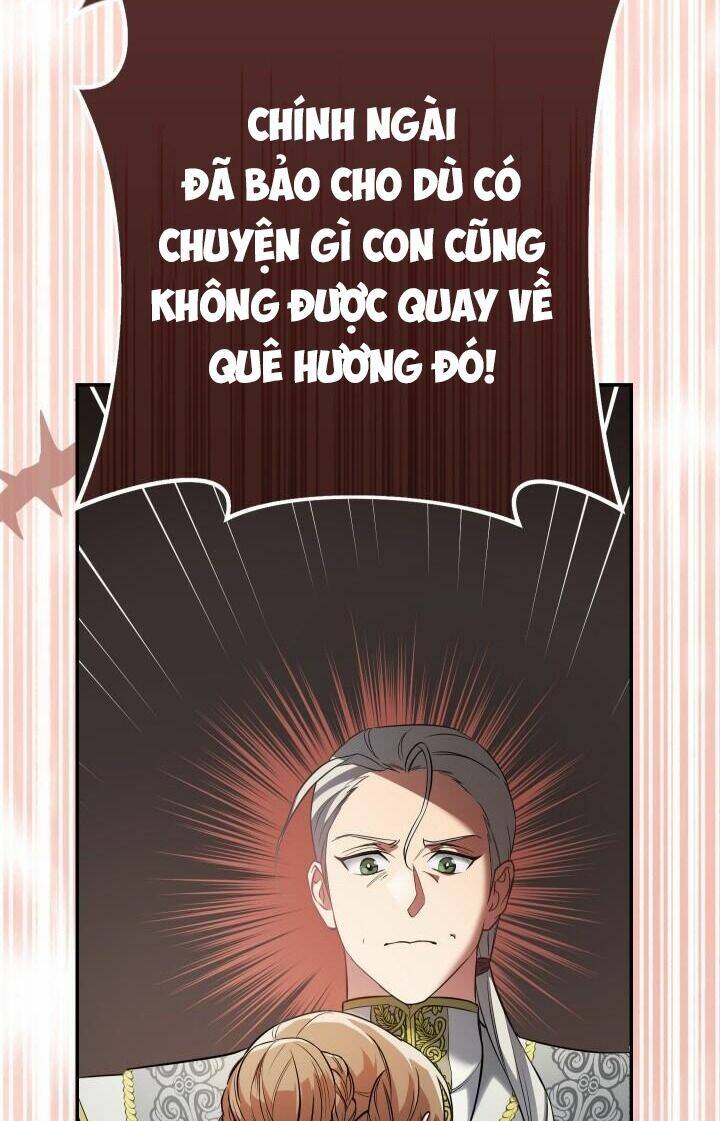 CHÍNH NGÀI
ĐÃ BẢO CHO DÙ CÓ
CHUYỆN GÌ CON CŨNG
KHÔNG ĐƯỢC QUAY VỀ
QUÊ HƯƠNG ĐÓ!